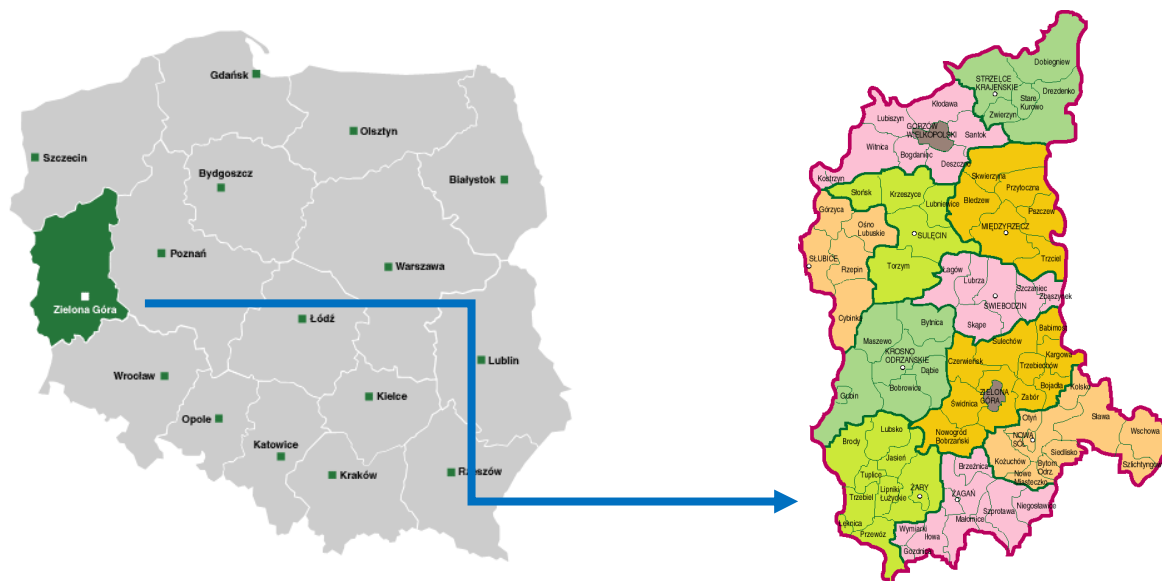 Gdańsk
Olsztyn
Szczecin
Bydgoszcz
Białystok
Poznań
Warszawa
Zielona Góra
Łódź
Lublin
Wrocław
Kielce
Opole
Katowice
Kraków
Rzeszów
Dobiegniew
STRZELCE
KRAJEŃSKIE
Drezdenko
Stare
Kurowo
Zwierzyn
Kłodawa
Lubiszyn
GORZÓW
WIELKOPOLSKI
Santok
Witnica
Bogdaniec
Deszczno
Kostrzyn
Skwierzyna
Słońsk
Krzeszyce
Przytoczna
Lubniewice
Bledzew
Pszczew
Górzyca
Ośno
Lubuskie
SULĘCIN
MIĘDZYRZECZ
SŁUBICE
Rzepin
Torzym
Trzciel
Łagów
Lubrza
Szczaniec
Zbąszynek
ŚWIEBODZIN
Cybinka
Bytnica
Skape
Babimost
Maszewo
Sulechów
KROSNO
ODRZAŃSKIE
Czerwieńsk
Kargowa
Dąbie
Trzebiechów
Bobrowice
Bojadła
Kolsko
Gubin
Świdnica
ZIELONA
GÓRA
Zabór
Otyń
Sława
Lubsko
Nowogród
Bobrzański
NOWA
SÓL
Wschowa
Brody
Jasień
Siedlisko
Kożuchów
Bytom
Odrz.
Szlichtyngowa
Tuplice
Brzeźnica
Nowe
Miasteczko
Trzebiel
Lipniki
Łużyckie
ŻARY
ŻAGAŃ
Szprotawa
Niegosławice
Łęknica
Przewóz
Wymiarki
Iłowa
Małomice
Gozdnica